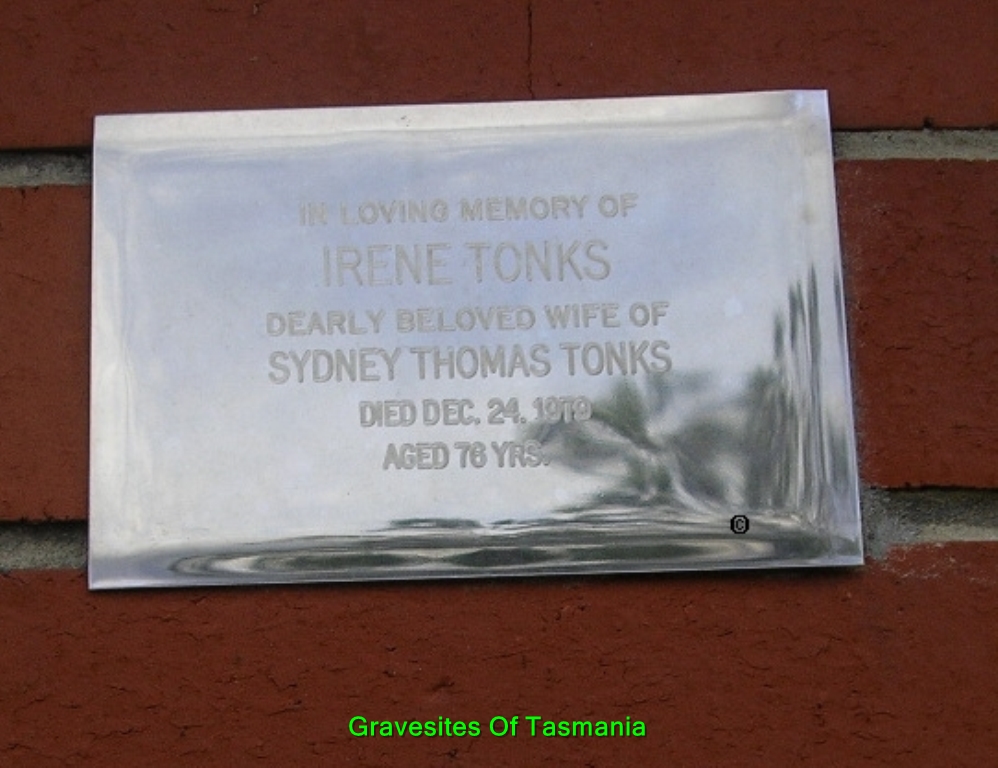 IN LOVING MEMORY OF
IRENE TONKS
DEARLY BELOVED WIFE OF
SYDNEY THOMAS TONKS
DIED DEC. 24. 1979
AGED 76 YRS.
©
Gravesites Of Tasmania